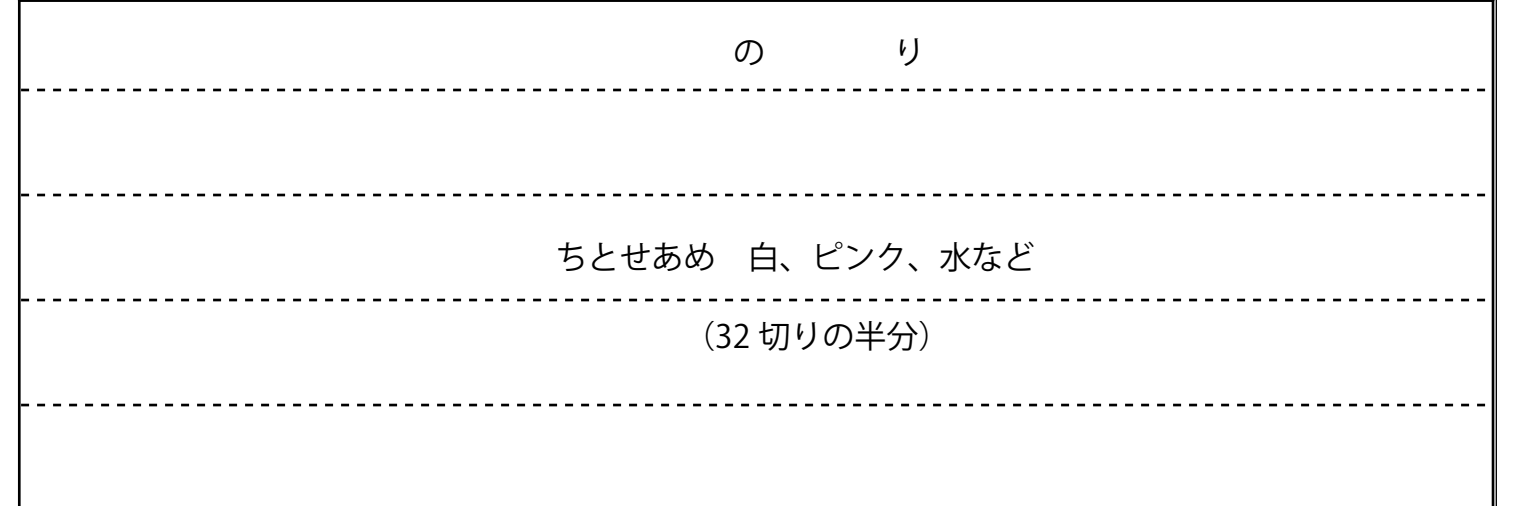 のり
ちとせあめ　白、ピンク、水など
（32 切りの半分）